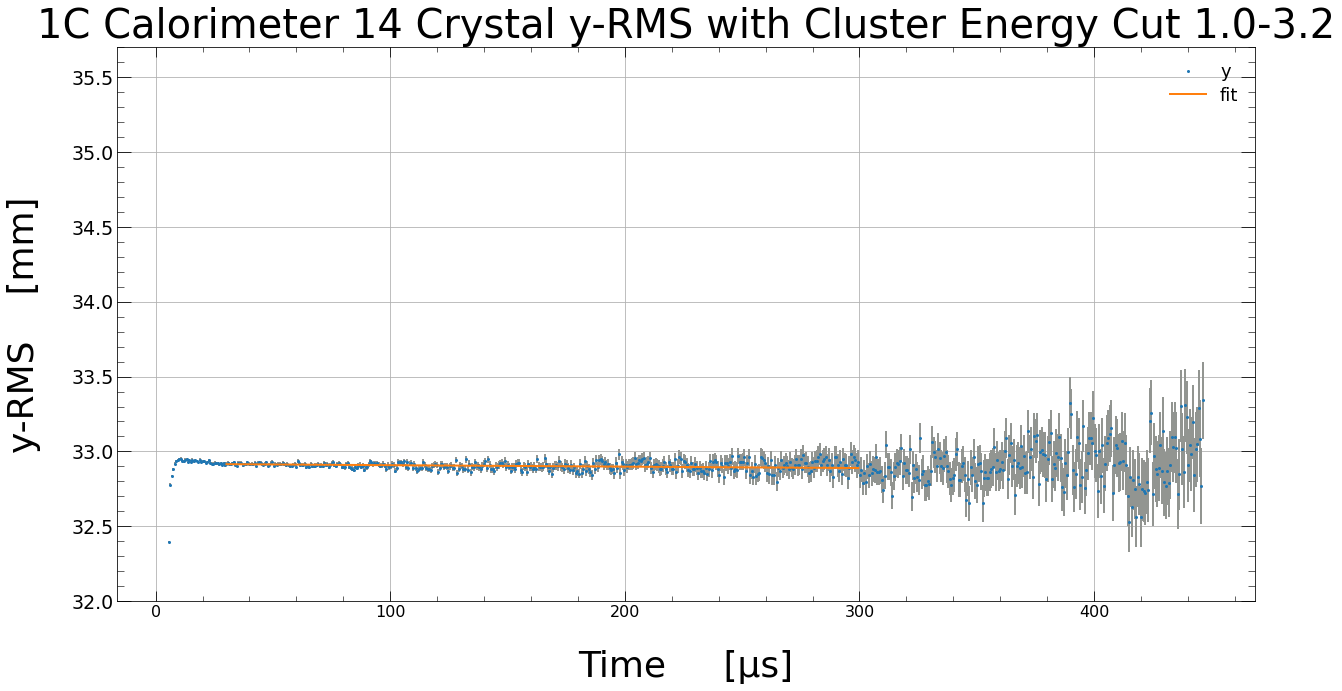 1C Calorimeter 14 Crystal y-RMS with Cluster Energy Cut 1.0-3.2
y
fit
35.5
35.0
34.5
34.0
33.5
33.0
32.5
32.0
y-RMS [mm]
0 100 200 300 400
Time [μs]